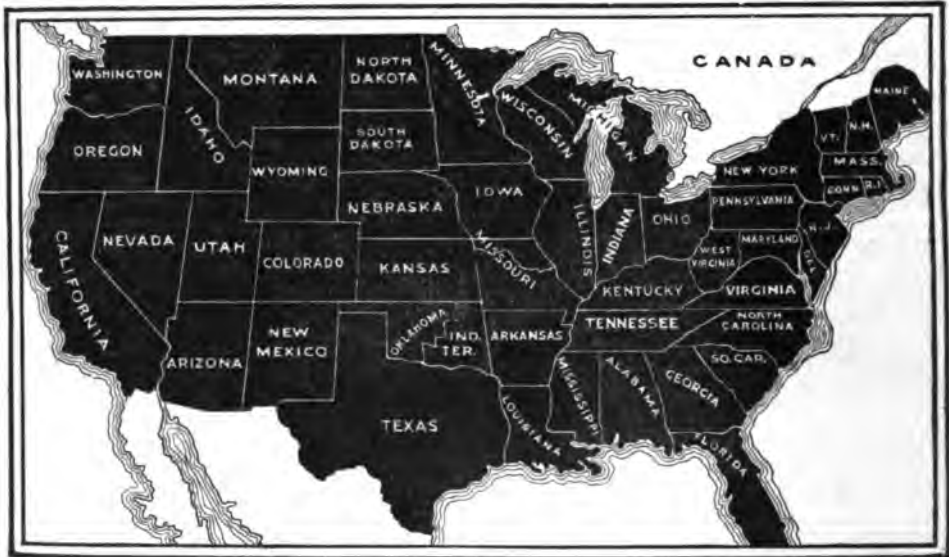 CANADA
WASHINGTON
MONTANA
NORTH
DAKOTA
MINNESOTA
WISCONSIN
MICHIGAN
MAINE
OREGON
IDAHO
SOUTH
DAKOTA
WYOMING
VT.
N.H.
NEW YORK
MASS.
CONN
R.I.
IOWA
NEBRASKA
PENNSYLVANIA
OHIO
N.J.
CALIFORNIA
NEVADA
UTAH
COLORADO
KANSAS
MISSOURI
ILLINOIS
INDIANA
WEST
VIRGINIA
MARYLAND
DEL.
KENTUCKY
VIRGINIA
ARIZONA
NEW
MEXICO
OKLAHOMA
IND.
TER.
ARKANSAS
TENNESSEE
NORTH
CAROLINA
SO. CAR.
MISSISSIPPI
ALABAMA
GEORGIA
TEXAS
LOUISIANA
FLORIDA